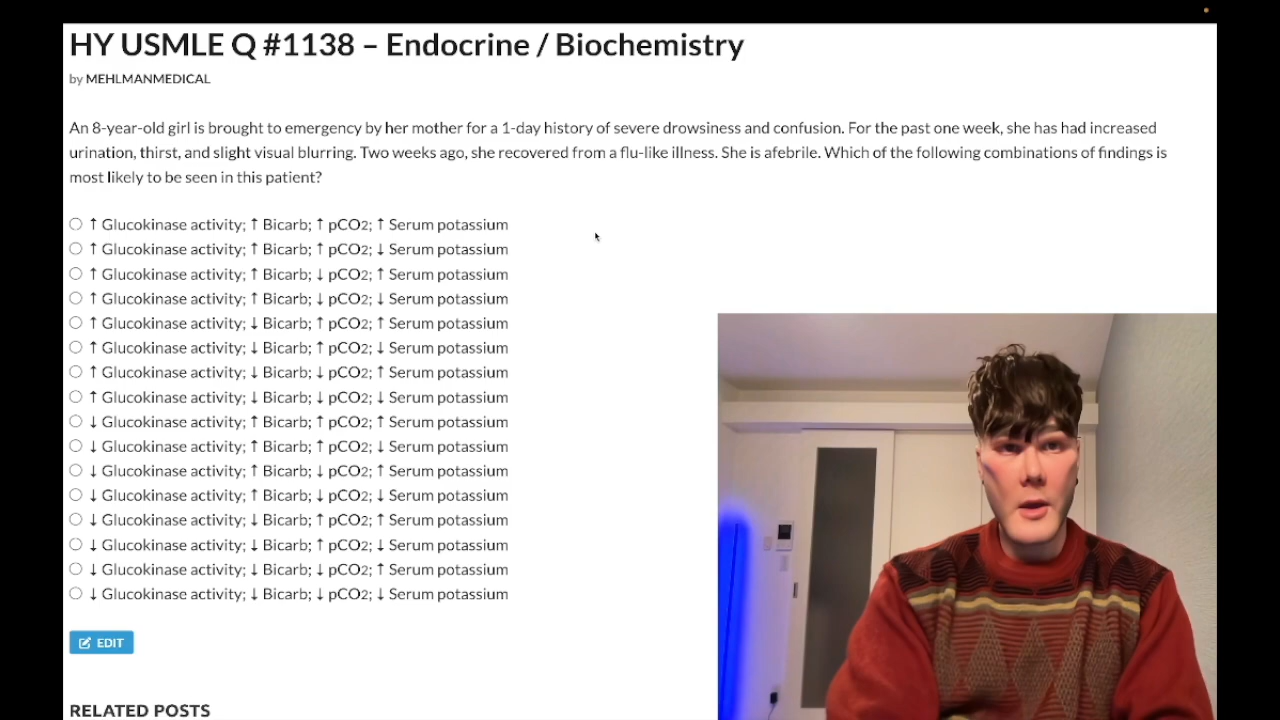 HY USMLE Q #1138 – Endocrine / Biochemistry
by MEHLMANMEDICAL
An 8-year-old girl is brought to emergency by her mother for a 1-day history of severe drowsiness and confusion. For the past one week, she has had increased
urination, thirst, and slight visual blurring. Two weeks ago, she recovered from a flu-like illness. She is afebrile. Which of the following combinations of findings is
most likely to be seen in this patient?
↑ Glucokinase activity; ↑ Bicarb; ↑ pCO2; ↑ Serum potassium
↑ Glucokinase activity; ↑ Bicarb; ↑ pCO2; ↓ Serum potassium
↑ Glucokinase activity; ↑ Bicarb; ↓ pCO2; ↑ Serum potassium
↑ Glucokinase activity; ↑ Bicarb; ↓ pCO2; ↓ Serum potassium
↑ Glucokinase activity; ↓ Bicarb; ↑ pCO2; ↑ Serum potassium
↑ Glucokinase activity; ↓ Bicarb; ↑ pCO2; ↓ Serum potassium
↑ Glucokinase activity; ↓ Bicarb; ↓ pCO2; ↑ Serum potassium
↑ Glucokinase activity; ↓ Bicarb; ↓ pCO2; ↓ Serum potassium
↓ Glucokinase activity; ↑ Bicarb; ↑ pCO2; ↑ Serum potassium
↓ Glucokinase activity; ↑ Bicarb; ↑ pCO2; ↓ Serum potassium
↓ Glucokinase activity; ↑ Bicarb; ↓ pCO2; ↑ Serum potassium
↓ Glucokinase activity; ↑ Bicarb; ↓ pCO2; ↓ Serum potassium
↓ Glucokinase activity; ↓ Bicarb; ↑ pCO2; ↑ Serum potassium
↓ Glucokinase activity; ↓ Bicarb; ↑ pCO2; ↓ Serum potassium
↓ Glucokinase activity; ↓ Bicarb; ↓ pCO2; ↑ Serum potassium
↓ Glucokinase activity; ↓ Bicarb; ↓ pCO2; ↓ Serum potassium
EDIT
RELATED POSTS